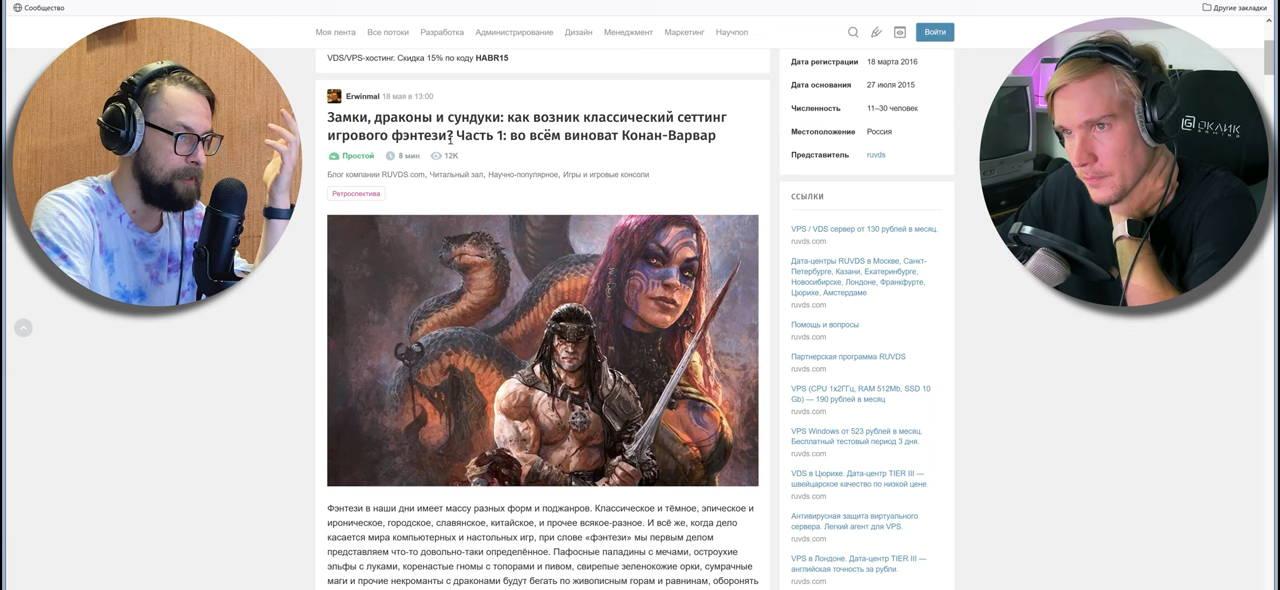 Сообщество
Другие закладки
Моя лента Все потоки Разработка Администрирование Дизайн Менеджмент Маркетинг Научпоп
Войти
VDS/VPS-хостинг. Скидка 15% по коду HABR15
Erwinmal 18 мая в 13:00
Замки, драконы и сундуки: как возник классический сеттинг
игрового фэнтези? Часть 1: во всём виноват Конан-Варвар
Простой 8 мин 12K
Блог компании RUVDS.com, Читальный зал, Научно-популярное, Игры и игровые консоли
Ретроспектива
Фэнтези в наши дни имеет массу разных форм и поджанров. Классическое и тёмное, эпическое и
ироническое, городское, славянское, китайское, и прочее всякое-разное. И всё же, когда дело
касается мира компьютерных и настольных игр, при слове «фэнтези» мы первым делом
представляем что-то довольно-таки определённое. Пафосные паладины с мечами, остроухие
эльфы с луками, коренастые гномы с топорами и пивом, свирепые зеленокожие орки, сумрачные
маги и прочие некроманты с драконами будут бегать по живописным горам и равнинам, оборонять
Дата регистрации 18 марта 2016
Дата основания 27 июля 2015
Численность 11–30 человек
Местоположение Россия
Представитель ruvds
ССЫЛКИ
VPS / VDS сервер от 130 рублей в месяц.
ruvds.com
Дата-центры RUVDS в Москве, Санкт-
Петербурге, Казани, Екатеринбурге,
Новосибирске, Лондоне, Франкфурте,
Цюрихе, Амстердаме
ruvds.com
Помощь и вопросы
ruvds.com
Партнерская программа RUVDS
ruvds.com
VPS (CPU 1x2ГГц, RAM 512Mb, SSD 10
Gb) — 190 рублей в месяц
ruvds.com
VPS Windows от 523 рублей в месяц.
Бесплатный тестовый период 3 дня.
ruvds.com
VDS в Цюрихе. Дата-центр TIER III —
швейцарское качество по низкой цене.
ruvds.com
Антивирусная защита виртуального
сервера. Легкий агент для VPS.
ruvds.com
VPS в Лондоне. Дата-центр TIER III —
английская точность за рубли.
ruvds.com
ОКЛИК